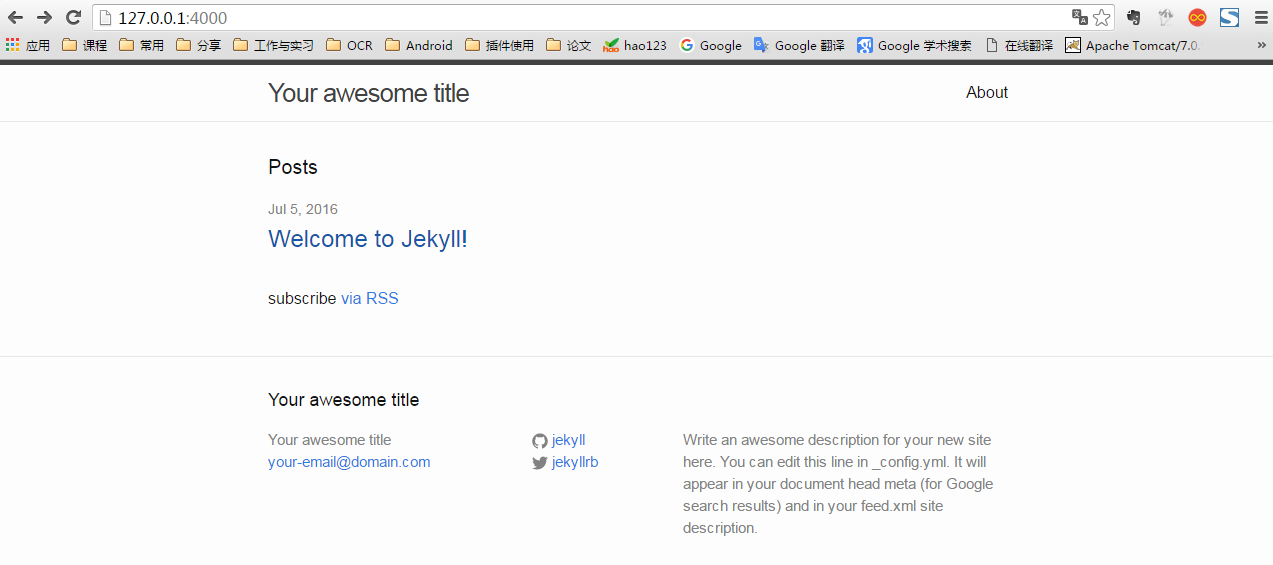 127.0.0.1:4000
应用 课程 常用 分享 工作与实习 OCR Android 插件使用 论文 hao123 Google Google 翻译 Google 学术搜索 在线翻译 Apache Tomcat/7.0. »
Your awesome title About
Posts
Jul 5, 2016
Welcome to Jekyll!
subscribe via RSS
Your awesome title
Your awesome title
your-email@domain.com
jekyll
jekyllrb
Write an awesome description for your new site
here. You can edit this line in _config.yml. It will
appear in your document head meta (for Google
search results) and in your feed.xml site
description.